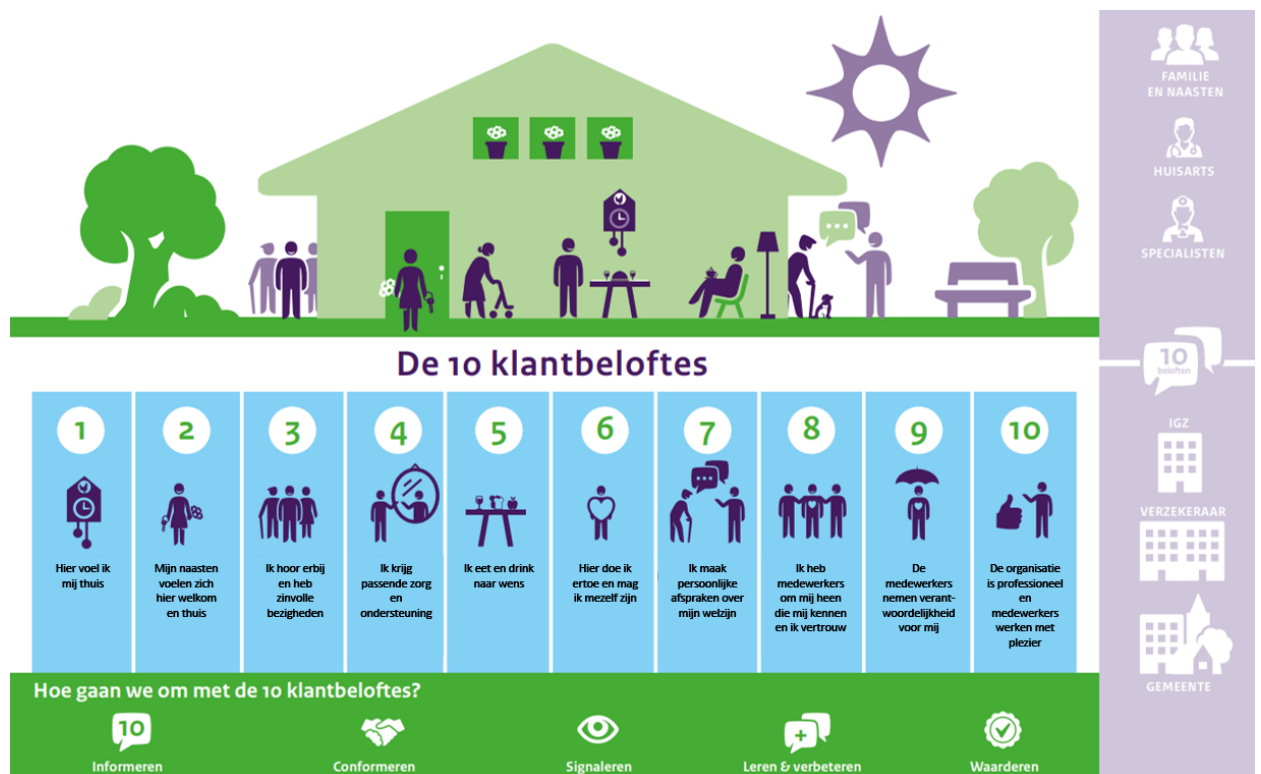 De 10 klantbeloftes
1
Hier voel ik
mij thuis
2
Mijn naasten
voelen zich
hier welkom
en thuis
3
Ik hoor erbij
en heb
zinvolle
bezigheden
4
Ik krijg
passende zorg
en
ondersteuning
5
Ik eet en drink
naar wens
6
Hier doe ik
ertoe en mag
ik mezelf zijn
7
Ik maak
persoonlijke
afspraken over
mijn welzijn
8
Ik heb
medewerkers
om mij heen
die mij kennen
en ik vertrouw
9
De
medewerkers
nemen verant-
woordelijkheid
voor mij
10
De organisatie
is professioneel
en
medewerkers
werken met
plezier
Hoe gaan we om met de 10 klantbeloftes?
10
Informeren
Conformeren
Signaleren
Leren & verbeteren
Waarderen
FAMILIE
EN NAASTEN
HUISARTS
SPECIALISTEN
10
beloften
IGZ
VERZEKERAAR
GEMEENTE